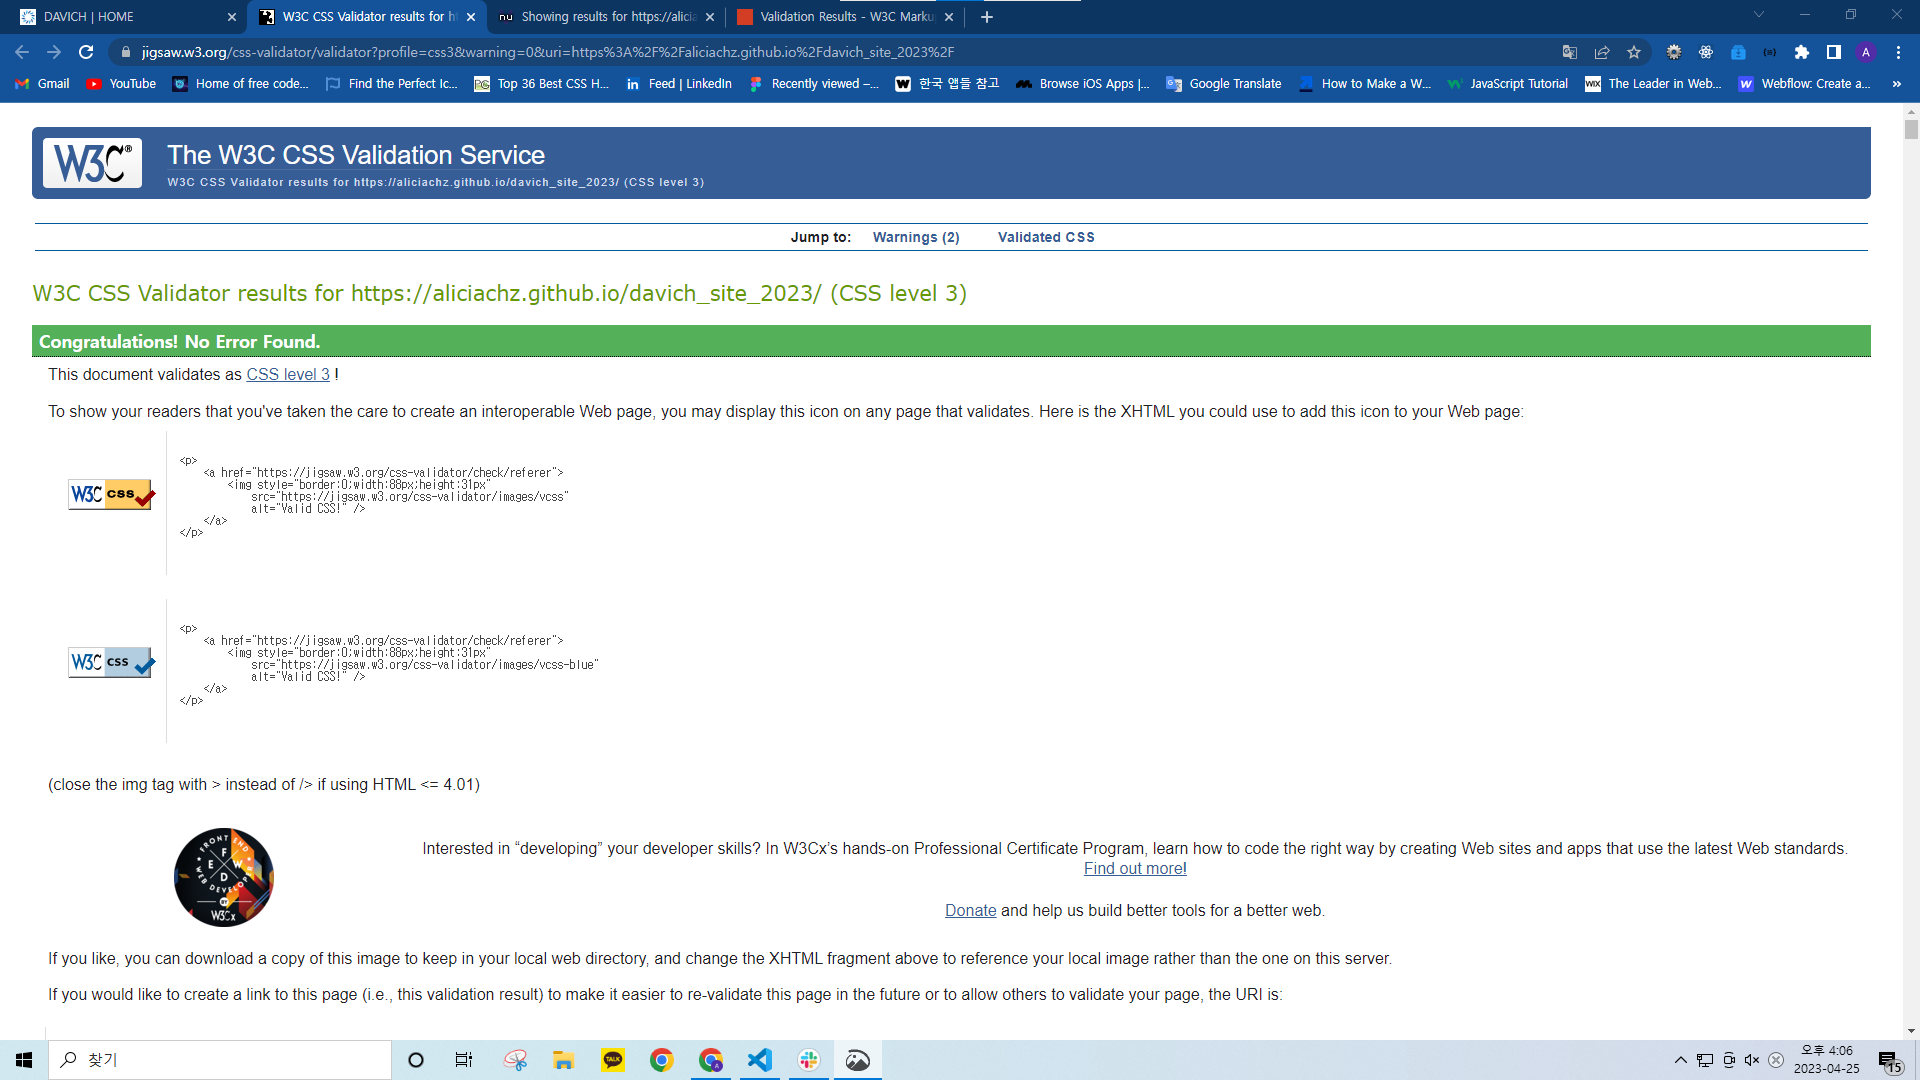 DAVICH | HOME
W3C CSS Validator results for h
Showing results for https://alicia
Validation Results - W3C Marku
jigsaw.w3.org/css-validator/validator?profile=css3&warning=0&uri=https%3A%2F%2Faliciachz.github.io%2Fdavich_site_2023%2F
A
Gmail
YouTube
Home of free code...
Find the Perfect Ic...
Top 36 Best CSS H...
Feed | LinkedIn
Recently viewed –...
한국 앱들 참고
Browse iOS Apps |...
Google Translate
How to Make a W...
JavaScript Tutorial
WIX
The Leader in Web...
Webflow: Create a...
»
W3C®
The W3C CSS Validation Service
W3C CSS Validator results for https://aliciachz.github.io/davich_site_2023/ (CSS level 3)
Jump to: Warnings (2) Validated CSS
W3C CSS Validator results for https://aliciachz.github.io/davich_site_2023/ (CSS level 3)
Congratulations! No Error Found.
This document validates as CSS level 3 !
To show your readers that you've taken the care to create an interoperable Web page, you may display this icon on any page that validates. Here is the XHTML you could use to add this icon to your Web page:
W3C CSS
<p>
<a href="https://jigsaw.w3.org/css-validator/check/referer">
<img style="border:0;width:88px;height:31px"
src="https://jigsaw.w3.org/css-validator/images/vcss"
alt="Valid CSS!" />
</a>
</p>
W3C css
<p>
<a href="https://jigsaw.w3.org/css-validator/check/referer">
<img style="border:0;width:88px;height:31px"
src="https://jigsaw.w3.org/css-validator/images/vcss-blue"
alt="Valid CSS!" />
</a>
</p>
(close the img tag with > instead of /> if using HTML <= 4.01)
FRONT END
F
E W
D
WEB DEVELOPER
BY
W3Cx
Interested in “developing” your developer skills? In W3Cx’s hands-on Professional Certificate Program, learn how to code the right way by creating Web sites and apps that use the latest Web standards.
Find out more!
Donate and help us build better tools for a better web.
If you like, you can download a copy of this image to keep in your local web directory, and change the XHTML fragment above to reference your local image rather than the one on this server.
If you would like to create a link to this page (i.e., this validation result) to make it easier to re-validate this page in the future or to allow others to validate your page, the URI is:
찾기
TALK
오후 4:06
2023-04-25
15